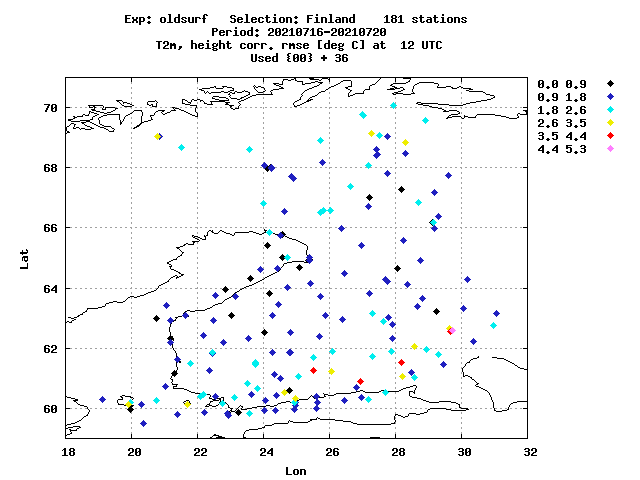 Exp: oldsurf Selection: Finland 181 stations
Period: 20210716-20210720
T2m, height corr. rmse [deg C] at 12 UTC
Used {00} + 36
0.0 0.9
0.9 1.8
1.8 2.6
2.6 3.5
3.5 4.4
4.4 5.3
70
68
66
64
62
60
Lat
18 20 22 24 26 28 30 32
Lon